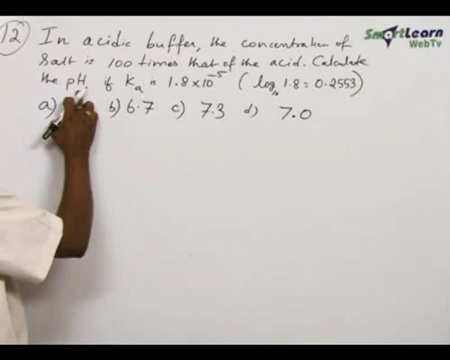 SmartLearn
WebTv
12) In acidic buffer, the concentration of
Salt is 100 times that of the acid. Calculate
the pH if Ka is 1.8×10⁻⁵ (log₁₀ 1.8 = 0.2553)
a) b) 6.7 c) 7.3 d) 7.0